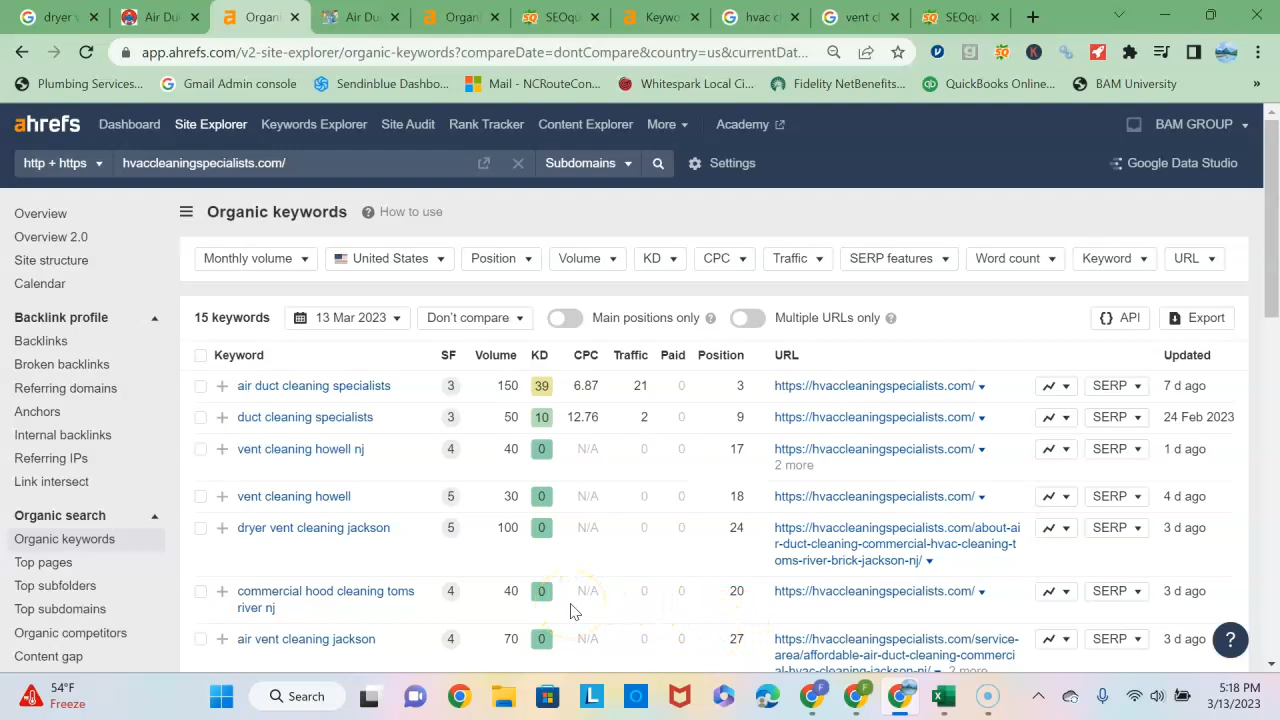 dryer v
Air Du
Organi
Air Duc
Organi
SEOqu
Keywo
hvac c
vent cl
SEOqu
app.ahrefs.com/v2-site-explorer/organic-keywords?compareDate=dontCompare&country=us&currentDat...
Plumbing Services...
Gmail Admin console
Sendinblue Dashbo...
Mail - NCRouteCon...
Whitespark Local Ci...
Fidelity NetBenefits...
QuickBooks Online...
BAM University
»
ahrefs Dashboard Site Explorer Keywords Explorer Site Audit Rank Tracker Content Explorer More Academy BAM GROUP
http + https hvaccleaningspecialists.com/ Subdomains Settings Google Data Studio
Overview
Overview 2.0
Site structure
Calendar
Backlink profile
Backlinks
Broken backlinks
Referring domains
Anchors
Internal backlinks
Referring IPs
Link intersect
Organic search
Organic keywords
Top pages
Top subfolders
Top subdomains
Organic competitors
Content gap
Organic keywords ? How to use
Monthly volume United States Position Volume KD CPC Traffic SERP features Word count Keyword URL
15 keywords 13 Mar 2023 Don't compare Main positions only ? Multiple URLs only ? API Export
Keyword SF Volume KD CPC Traffic Paid Position URL Updated
air duct cleaning specialists 3 150 39 6.87 21 0 3 https://hvaccleaningspecialists.com/ SERP 7 d ago
duct cleaning specialists 3 50 10 12.76 2 0 9 https://hvaccleaningspecialists.com/ SERP 24 Feb 2023
vent cleaning howell nj 4 40 0 N/A 0 0 17 https://hvaccleaningspecialists.com/ SERP 1 d ago
2 more
vent cleaning howell 5 30 0 N/A 0 0 18 https://hvaccleaningspecialists.com/ SERP 4 d ago
dryer vent cleaning jackson 5 100 0 N/A 0 0 24 https://hvaccleaningspecialists.com/about-ai SERP 3 d ago
r-duct-cleaning-commercial-hvac-cleaning-t
oms-river-brick-jackson-nj/
commercial hood cleaning toms 4 40 0 N/A 0 0 20 https://hvaccleaningspecialists.com/ SERP 3 d ago
river nj
air vent cleaning jackson 4 70 0 N/A 0 0 27 https://hvaccleaningspecialists.com/service- SERP 3 d ago
area/affordable-air-duct-cleaning-commerci
al-hvac-cleaning-jackson-nj/ 2 more
?
54°F
Freeze
Search
5:18 PM
3/13/2023